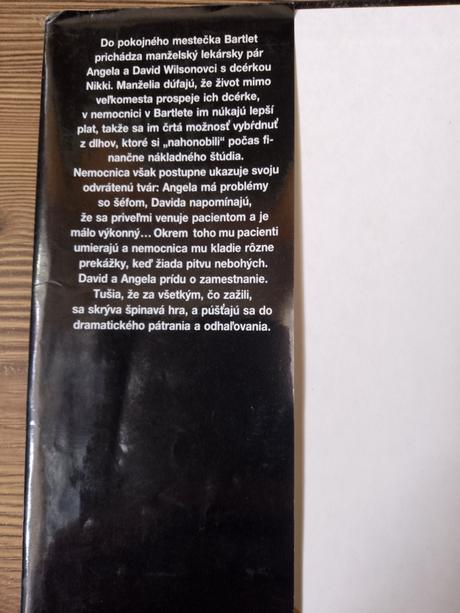 Do pokojného mestečka Bartlet
prichádza manželský lekársky pár
Angela a David Wilsonovci s dcérkou
Nikki. Manželia dúfajú, že život mimo
veľkomesta prospeje ich dcérke,
v nemocnici v Bartlete im núkajú lepší
plat, takže sa im črtá možnosť vybŕdnuť
z dlhov, ktoré si „nahonobili“ počas fi-
nančne nákladného štúdia.
Nemocnica však postupne ukazuje svoju
odvrátenú tvár: Angela má problémy
so šéfom, Davida napomínajú,
že sa priveľmi venuje pacientom a je
málo výkonný... Okrem toho mu pacienti
umierajú a nemocnica mu kladie rôzne
prekážky, keď žiada pitvu nebohých.
David a Angela prídu o zamestnanie.
Tušia, že za všetkým, čo zažili,
sa skrýva špinavá hra, a púšťajú sa do
dramatického pátrania a odhaľovania.